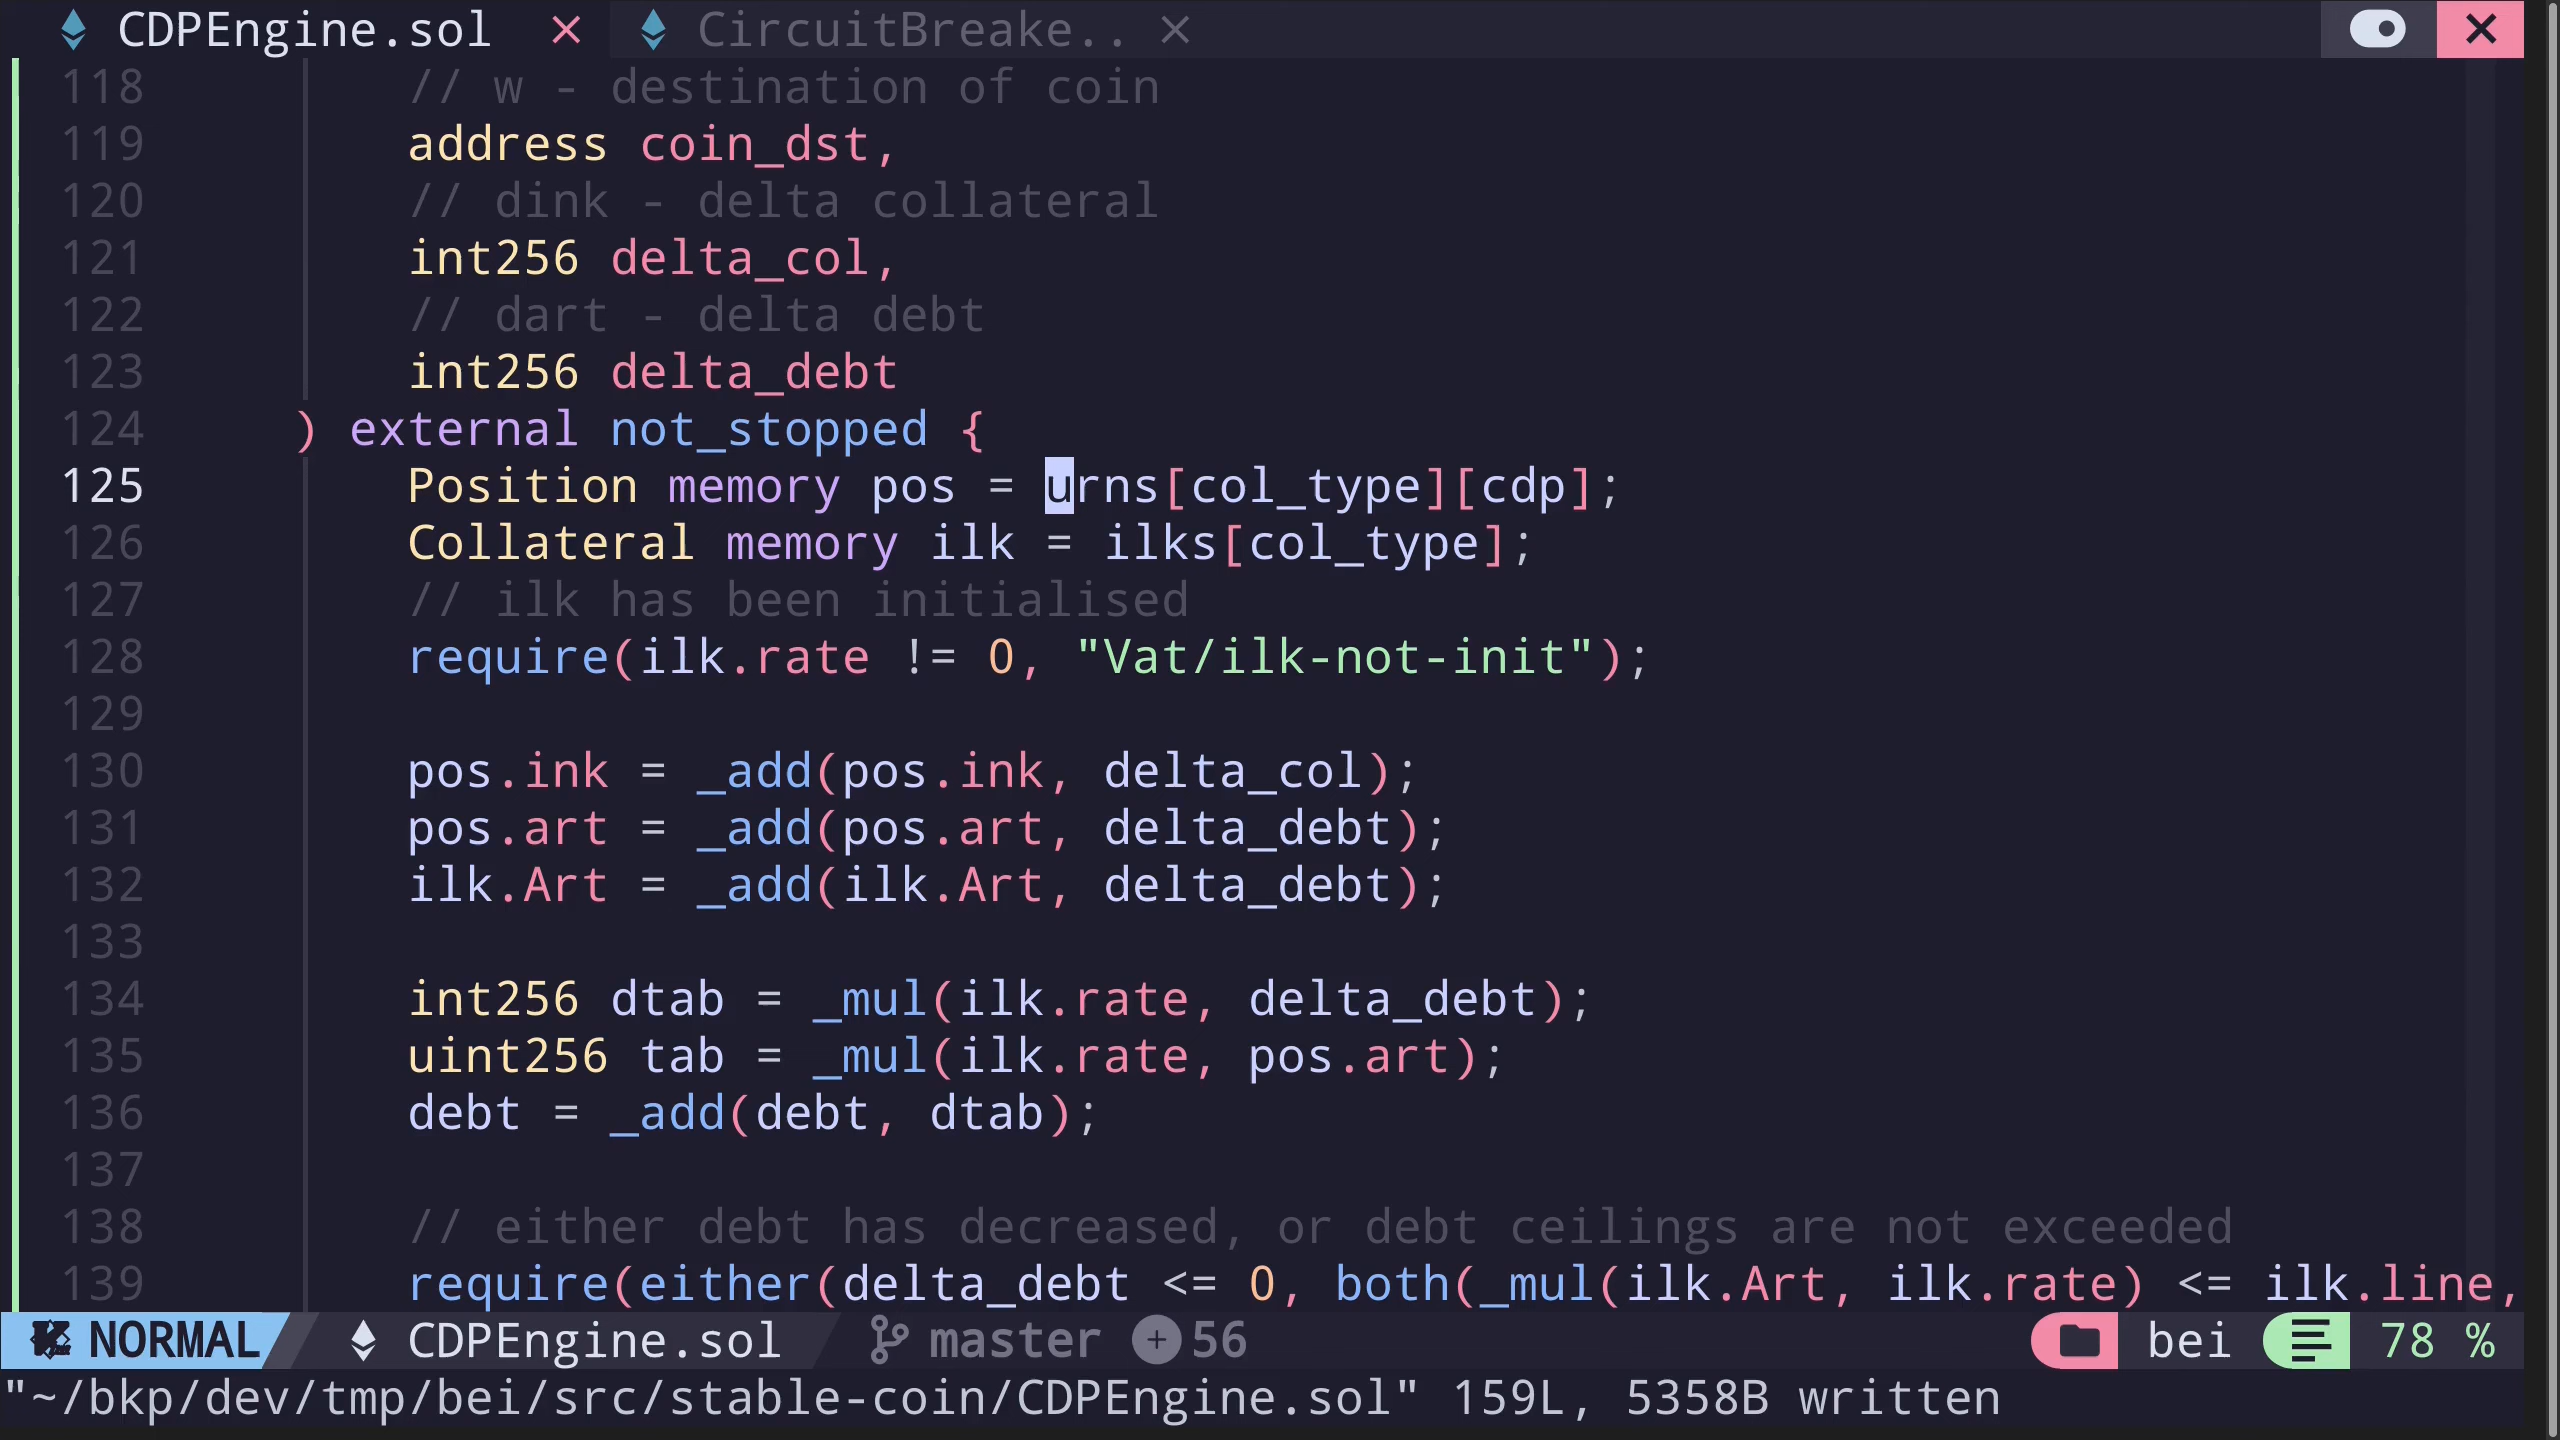 CDPEngine.sol CircuitBreake..
118 // w - destination of coin
119 address coin_dst,
120 // dink - delta collateral
121 int256 delta_col,
122 // dart - delta debt
123 int256 delta_debt
124 ) external not_stopped {
125 Position memory pos = urns[col_type][cdp];
126 Collateral memory ilk = ilks[col_type];
127 // ilk has been initialised
128 require(ilk.rate != 0, "Vat/ilk-not-init");
129
130 pos.ink = _add(pos.ink, delta_col);
131 pos.art = _add(pos.art, delta_debt);
132 ilk.Art = _add(ilk.Art, delta_debt);
133
134 int256 dtab = _mul(ilk.rate, delta_debt);
135 uint256 tab = _mul(ilk.rate, pos.art);
136 debt = _add(debt, dtab);
137
138 // either debt has decreased, or debt ceilings are not exceeded
139 require(either(delta_debt <= 0, both(_mul(ilk.Art, ilk.rate) <= ilk.line,
NORMAL CDPEngine.sol master 56 bei 78 %
"~/bkp/dev/tmp/bei/src/stable-coin/CDPEngine.sol" 159L, 5358B written